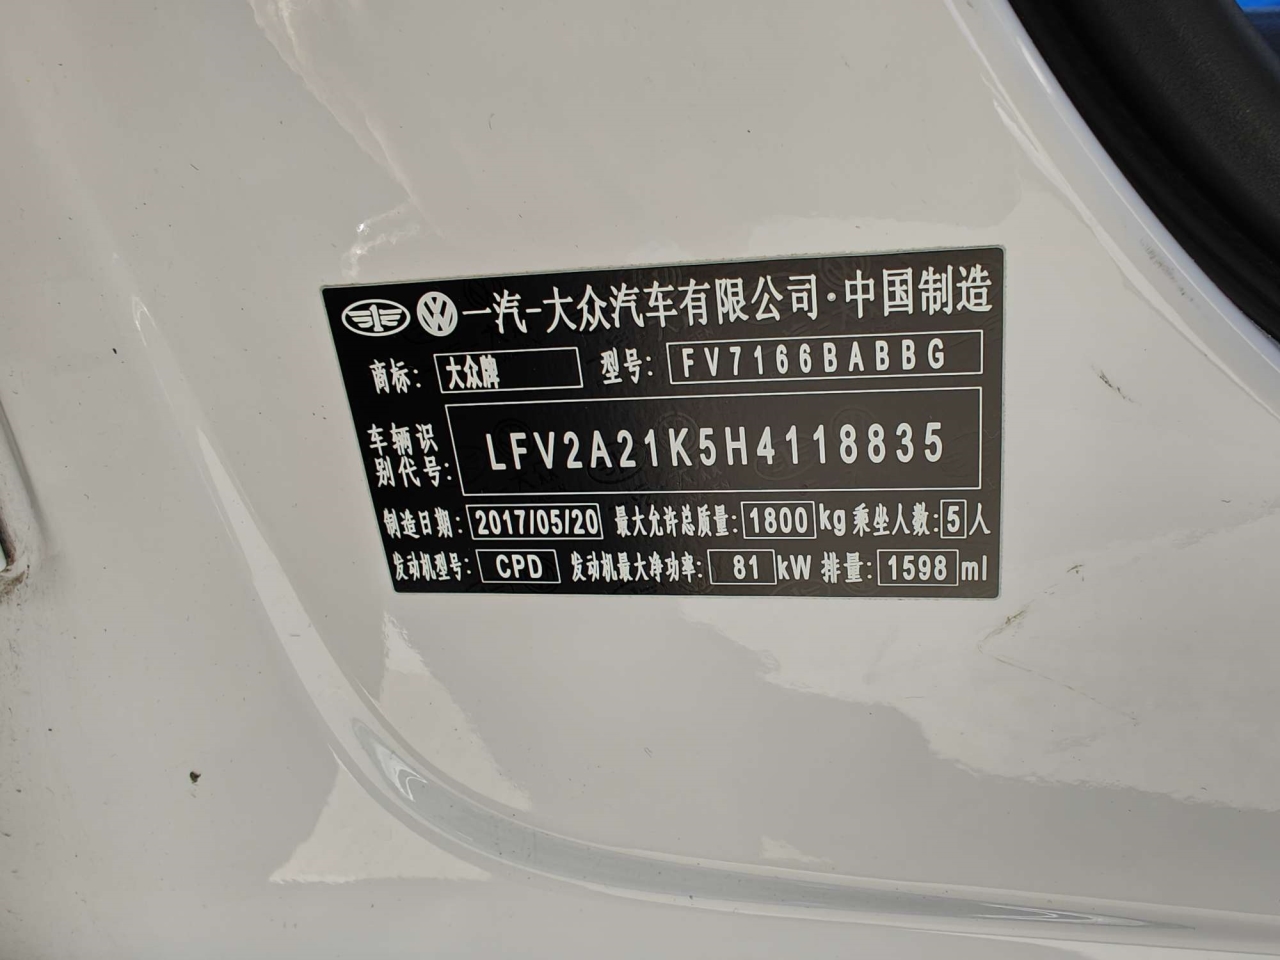 一汽-大众汽车有限公司·中国制造
商标: 大众牌 型号: FV7166BABBG
车辆识别代号: LFV2A21K5H4118835
制造日期: 2017/05/20 最大允许总质量: 1800 kg 乘坐人数: 5 人
发动机型号: CPD 发动机最大净功率: 81 kW 排量: 1598 ml